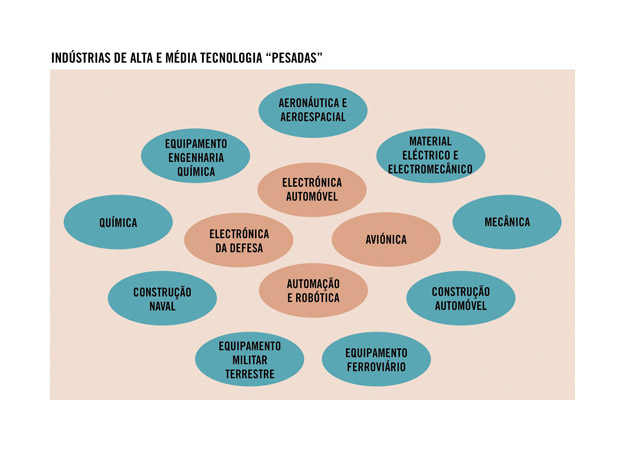 INDÚSTRIAS DE ALTA E MÉDIA TECNOLOGIA “PESADAS”
AERONÁUTICA E
AEROESPACIAL
EQUIPAMENTO
ENGENHARIA
QUÍMICA
MATERIAL
ELÉCTRICO E
ELECTROMECÂNICO
ELECTRÓNICA
AUTOMÓVEL
QUÍMICA
MECÂNICA
ELECTRÓNICA
DA DEFESA
AVIÓNICA
AUTOMAÇÃO
E ROBÓTICA
CONSTRUÇÃO
NAVAL
CONSTRUÇÃO
AUTOMÓVEL
EQUIPAMENTO
MILITAR
TERRESTRE
EQUIPAMENTO
FERROVIÁRIO